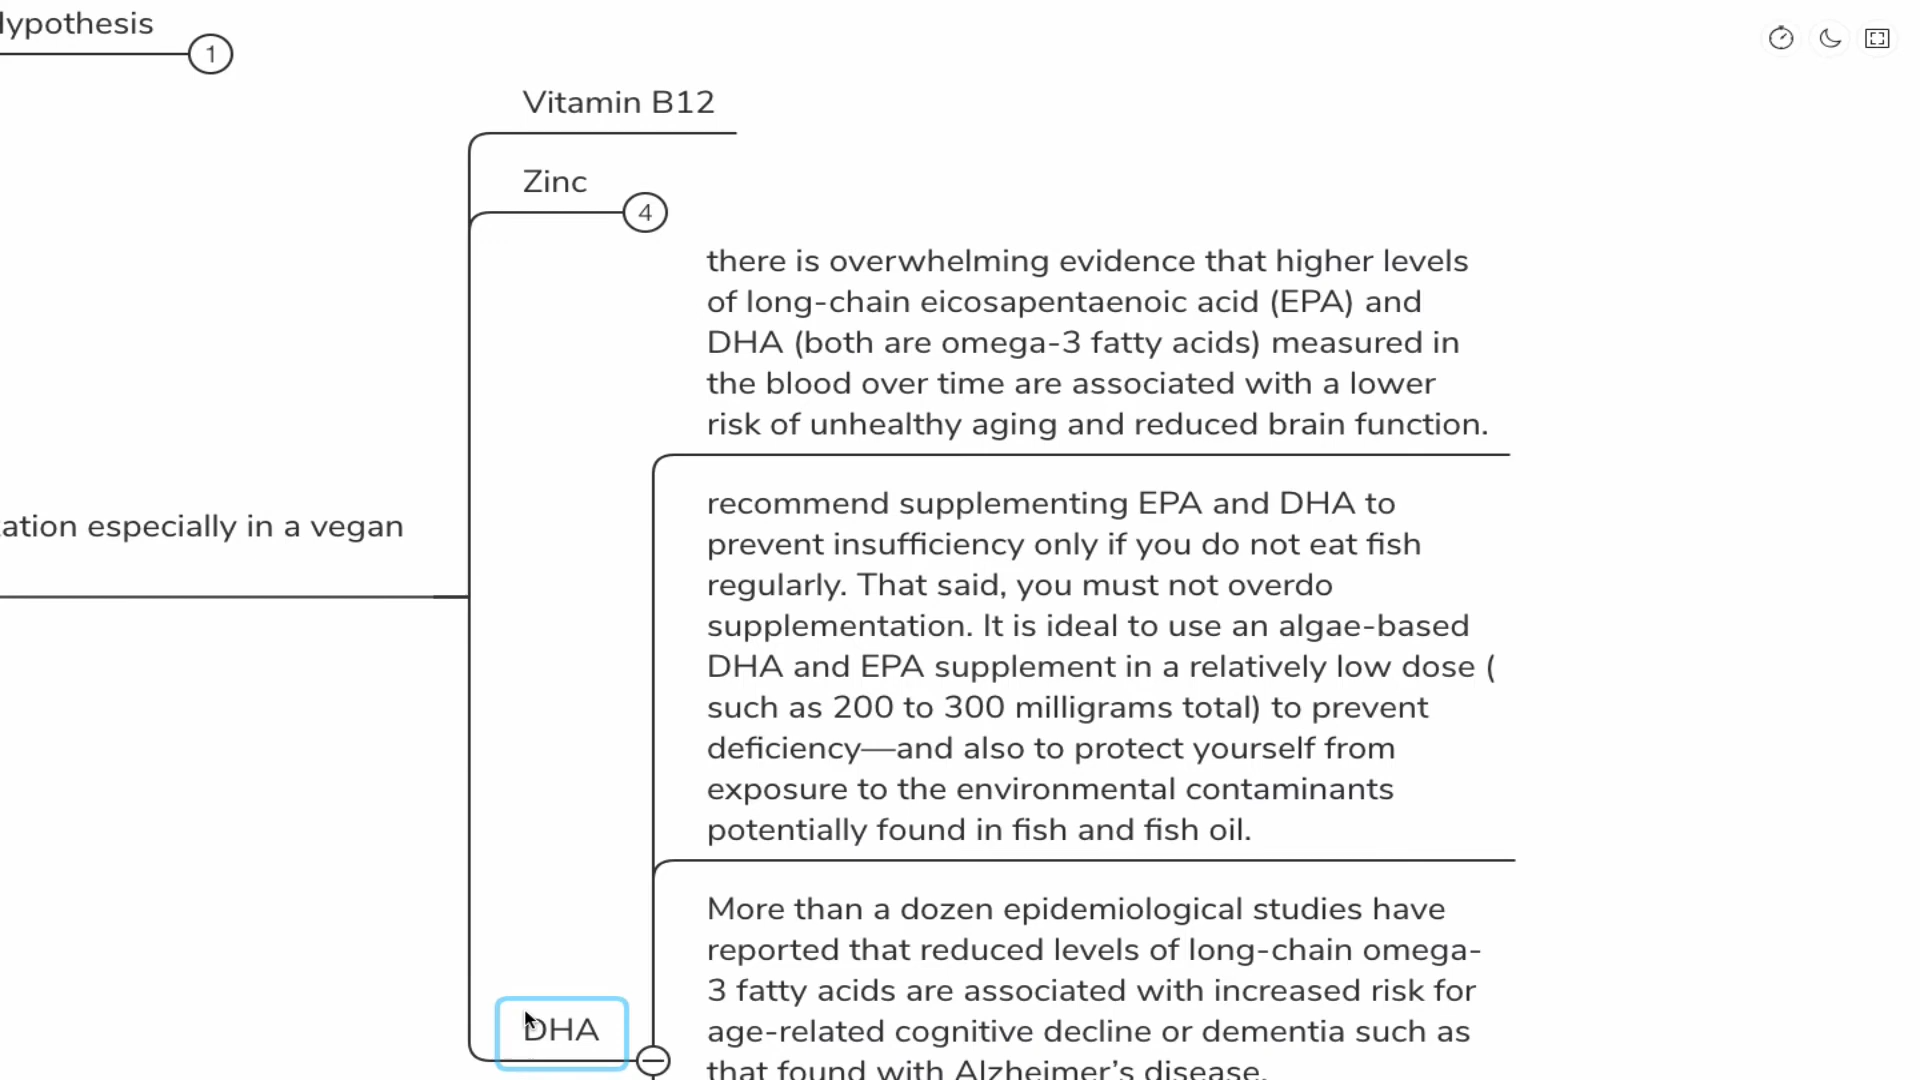 ypothesis
1
Vitamin B12
Zinc
4
there is overwhelming evidence that higher levels
of long-chain eicosapentaenoic acid (EPA) and
DHA (both are omega-3 fatty acids) measured in
the blood over time are associated with a lower
risk of unhealthy aging and reduced brain function.
ation especially in a vegan
recommend supplementing EPA and DHA to
prevent insufficiency only if you do not eat fish
regularly. That said, you must not overdo
supplementation. It is ideal to use an algae-based
DHA and EPA supplement in a relatively low dose (
such as 200 to 300 milligrams total) to prevent
deficiency—and also to protect yourself from
exposure to the environmental contaminants
potentially found in fish and fish oil.
More than a dozen epidemiological studies have
reported that reduced levels of long-chain omega-
3 fatty acids are associated with increased risk for
age-related cognitive decline or dementia such as
that found with Alzheimer's disease.
DHA